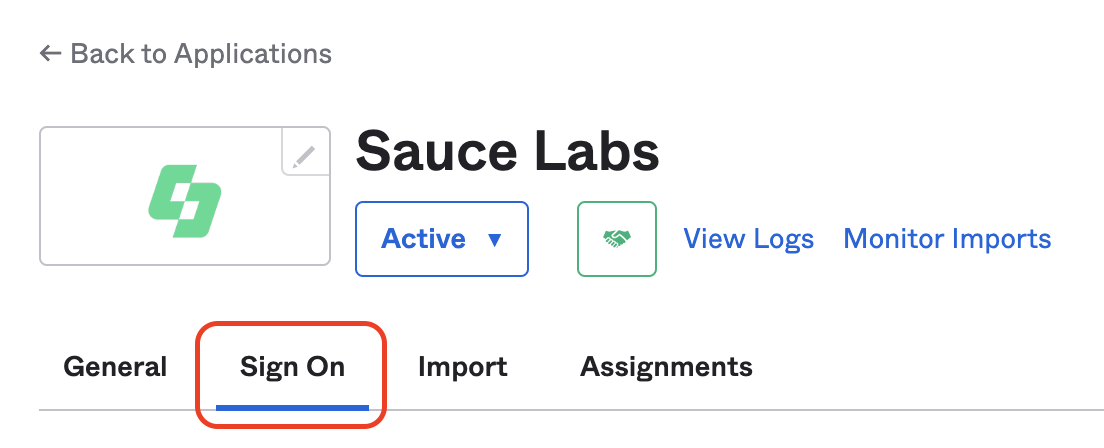 ← Back to Applications
Sauce Labs
Active ▼ View Logs Monitor Imports
General Sign On Import Assignments